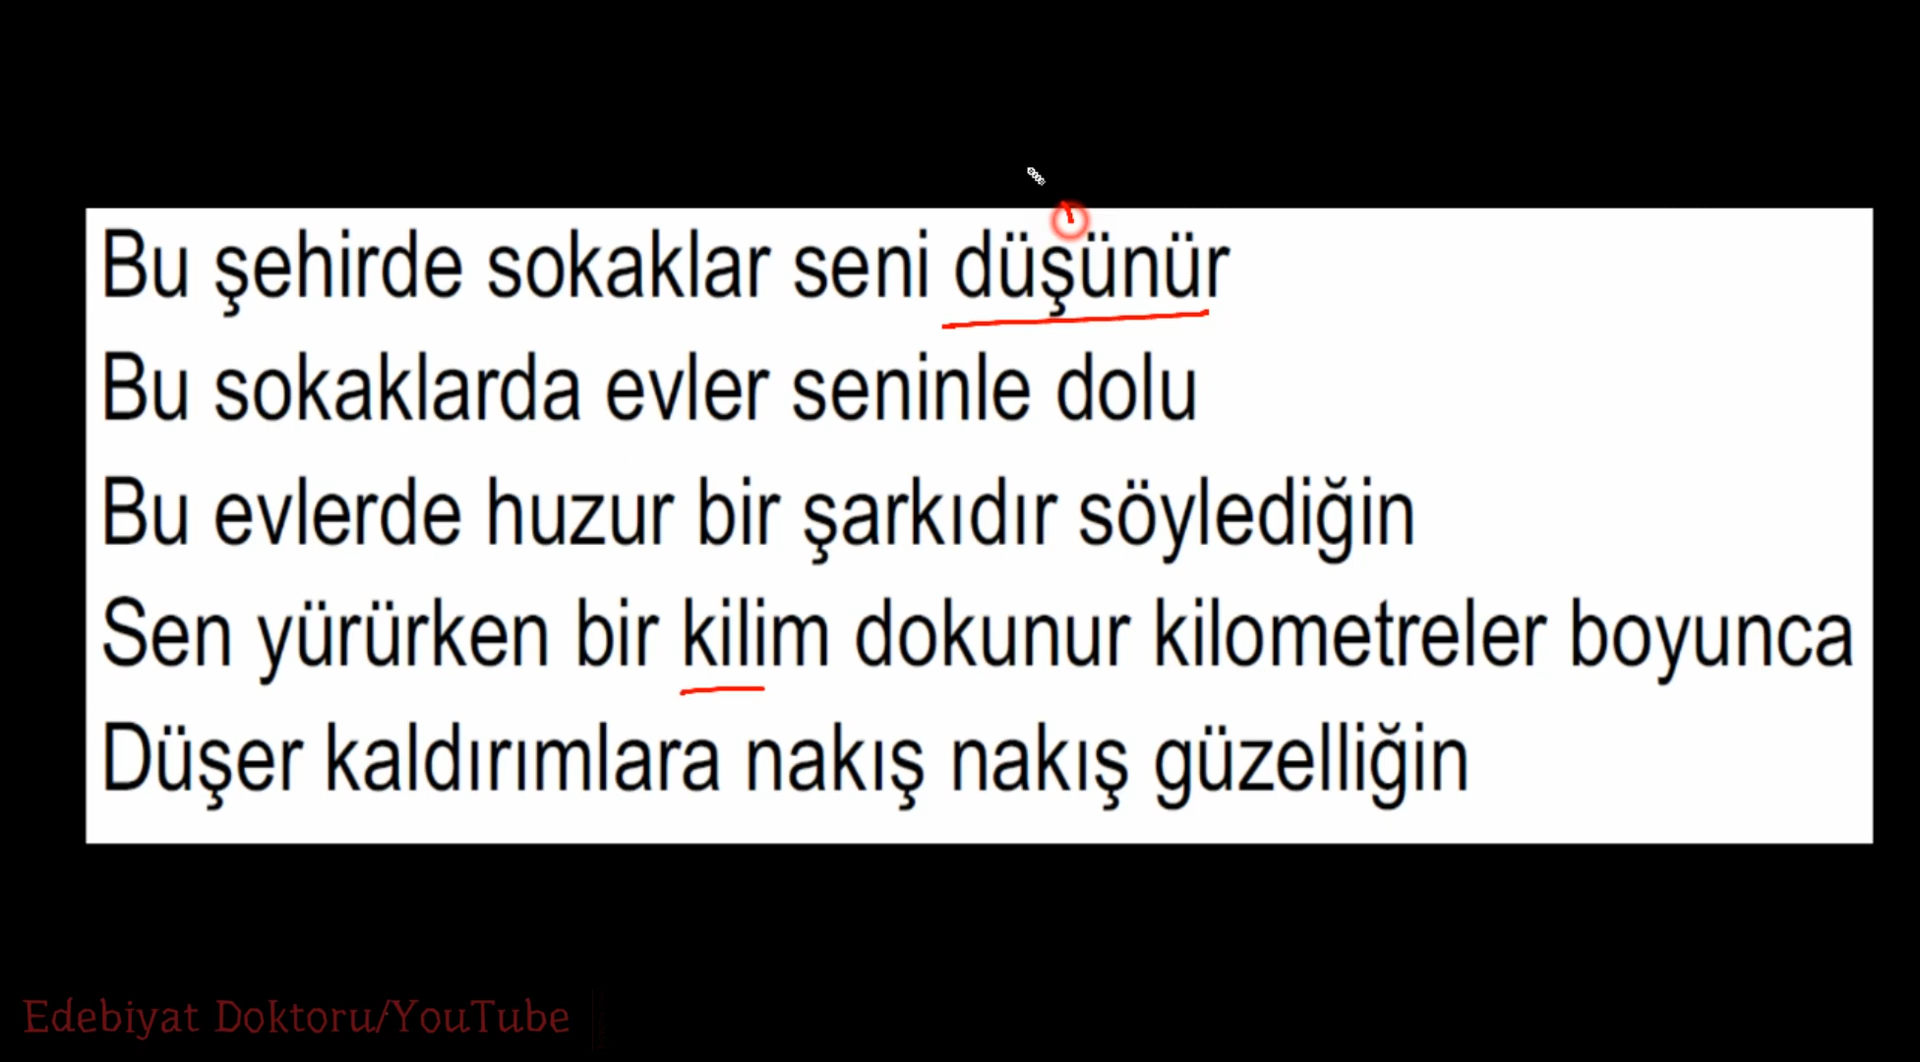 Bu şehirde sokaklar seni düşünür
Bu sokaklarda evler seninle dolu
Bu evlerde huzur bir şarkıdır söylediğin
Sen yürürken bir kilim dokunur kilometreler boyunca
Düşer kaldırımlara nakış nakış güzelliğin
Edebiyat Doktoru/YouTube